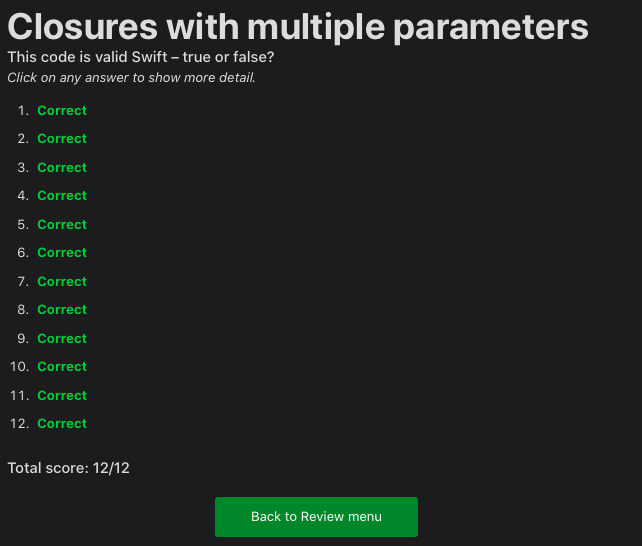 Closures with multiple parameters
This code is valid Swift – true or false?
Click on any answer to show more detail.
1. Correct
2. Correct
3. Correct
4. Correct
5. Correct
6. Correct
7. Correct
8. Correct
9. Correct
10. Correct
11. Correct
12. Correct
Total score: 12/12
Back to Review menu